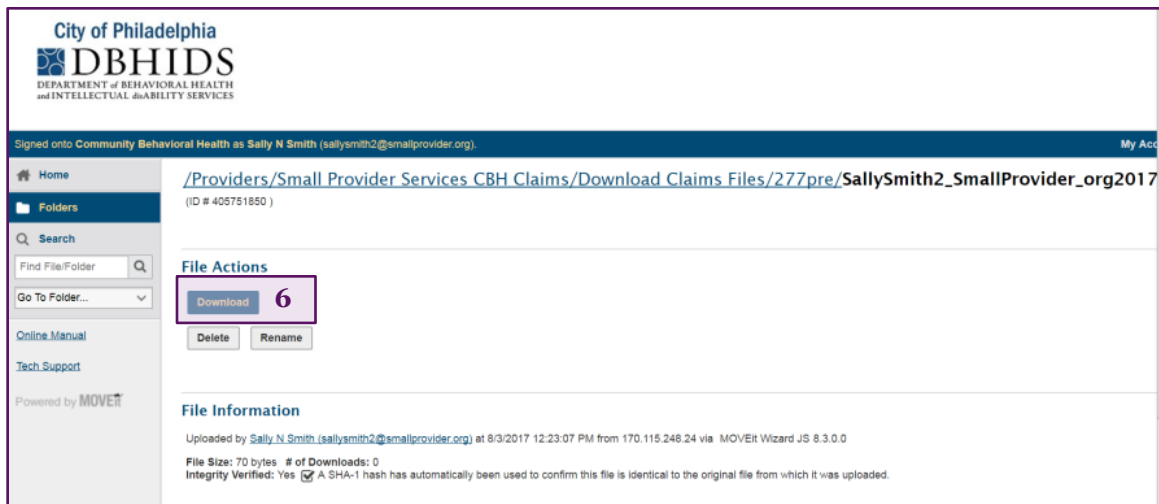 City of Philadelphia
DBHIDS
DEPARTMENT of BEHAVIORAL HEALTH
and INTELLECTUAL disABILITY SERVICES
Signed onto Community Behavioral Health as Sally N Smith (sallysmith2@smallprovider.org).
My Acc
Home
Folders
Search
Find File/Folder
Go To Folder...
Online Manual
Tech Support
Powered by MOVEit
/Providers/Small Provider Services CBH Claims/Download Claims Files/277pre/SallySmith2_SmallProvider_org2017
(ID # 405751850 )
File Actions
Download 6
Delete Rename
File Information
Uploaded by Sally N Smith (sallysmith2@smallprovider.org) at 8/3/2017 12:23:07 PM from 170.115.248.24 via MOVEit Wizard JS 8.3.0.0
File Size: 70 bytes # of Downloads: 0
Integrity Verified: Yes A SHA-1 hash has automatically been used to confirm this file is identical to the original file from which it was uploaded.